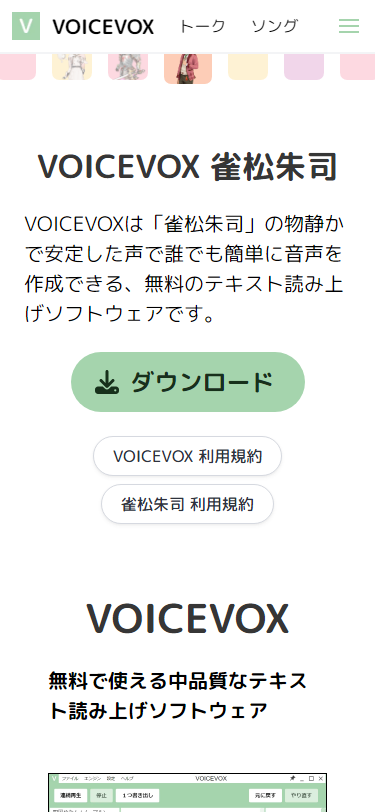 V VOICEVOX トーク ソング
VOICEVOX 雀松朱司
VOICEVOXは「雀松朱司」の物静か
で安定した声で誰でも簡単に音声を
作成できる、無料のテキスト読み上
げソフトウェアです。
ダウンロード
VOICEVOX 利用規約
雀松朱司 利用規約
VOICEVOX
無料で使える中品質なテキス
ト読み上げソフトウェア
V ファイル エンジン 設定 ヘルプ VOICEVOX
連続再生 停止 1つ書き出し 元に戻す やり直す